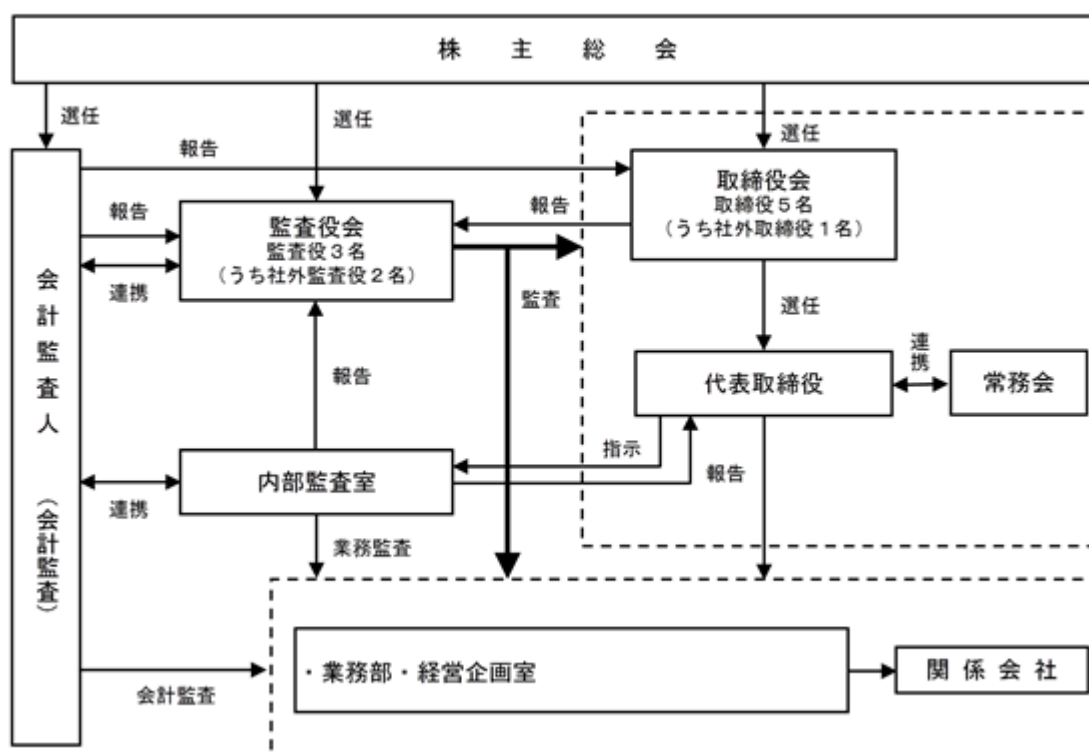 株主総会
選任
選任
選任
報告
取締役会
取締役５名
（うち社外取締役１名）
報告
報告
監査役会
監査役３名
（うち社外監査役２名）
連携
監査
選任
会計監査人（会計監査）
報告
代表取締役
連携
常務会
指示
内部監査室
報告
連携
業務監査
・業務部・経営企画室
関係会社
会計監査